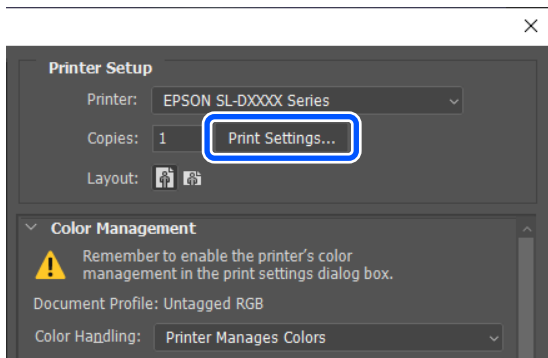 Printer Setup
Printer: EPSON SL-DXXXX Series
Copies: 1 Print Settings...
Layout:
Color Management
Remember to enable the printer's color
management in the print settings dialog box.
Document Profile: Untagged RGB
Color Handling: Printer Manages Colors